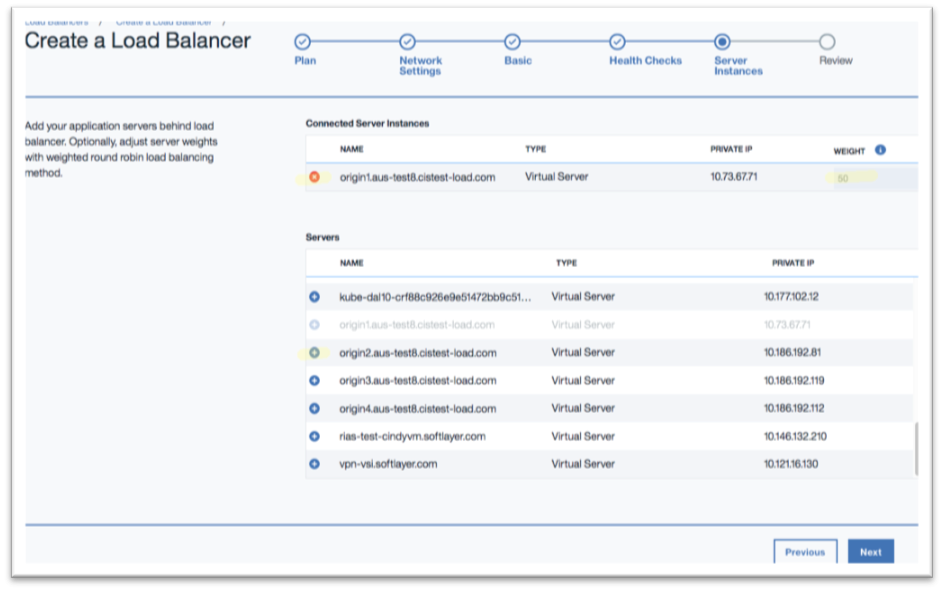 Load Balancers / Create a Load Balancer /
Create a Load Balancer
Plan
Network
Settings
Basic
Health Checks
Server
Instances
Review
Add your application servers behind load
balancer. Optionally, adjust server weights
with weighted round robin load balancing
method.
Connected Server Instances
NAME TYPE PRIVATE IP WEIGHT
origin1.aus-test8.cistest-load.com Virtual Server 10.73.67.71 50
Servers
NAME TYPE PRIVATE IP
kube-dal10-crf88c926e9e51472bb9c51... Virtual Server 10.177.102.12
origin1.aus-test8.cistest-load.com Virtual Server 10.73.67.71
origin2.aus-test8.cistest-load.com Virtual Server 10.186.192.81
origin3.aus-test8.cistest-load.com Virtual Server 10.186.192.119
origin4.aus-test8.cistest-load.com Virtual Server 10.186.192.112
rias-test-cindyvm.softlayer.com Virtual Server 10.146.132.210
vpn-vsi.softlayer.com Virtual Server 10.121.16.130
Previous Next